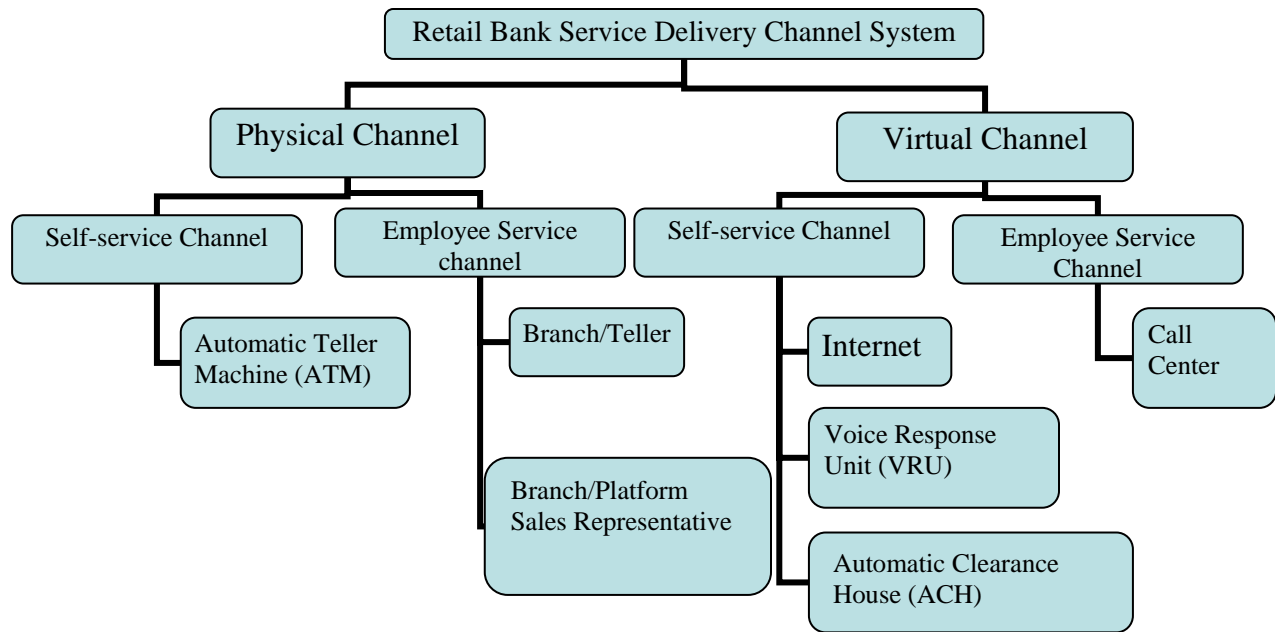 Retail Bank Service Delivery Channel System
Physical Channel
Virtual Channel
Self-service Channel
Employee Service
channel
Self-service Channel
Employee Service
Channel
Automatic Teller
Machine (ATM)
Branch/Teller
Internet
Call
Center
Voice Response
Unit (VRU)
Branch/Platform
Sales Representative
Automatic Clearance
House (ACH)